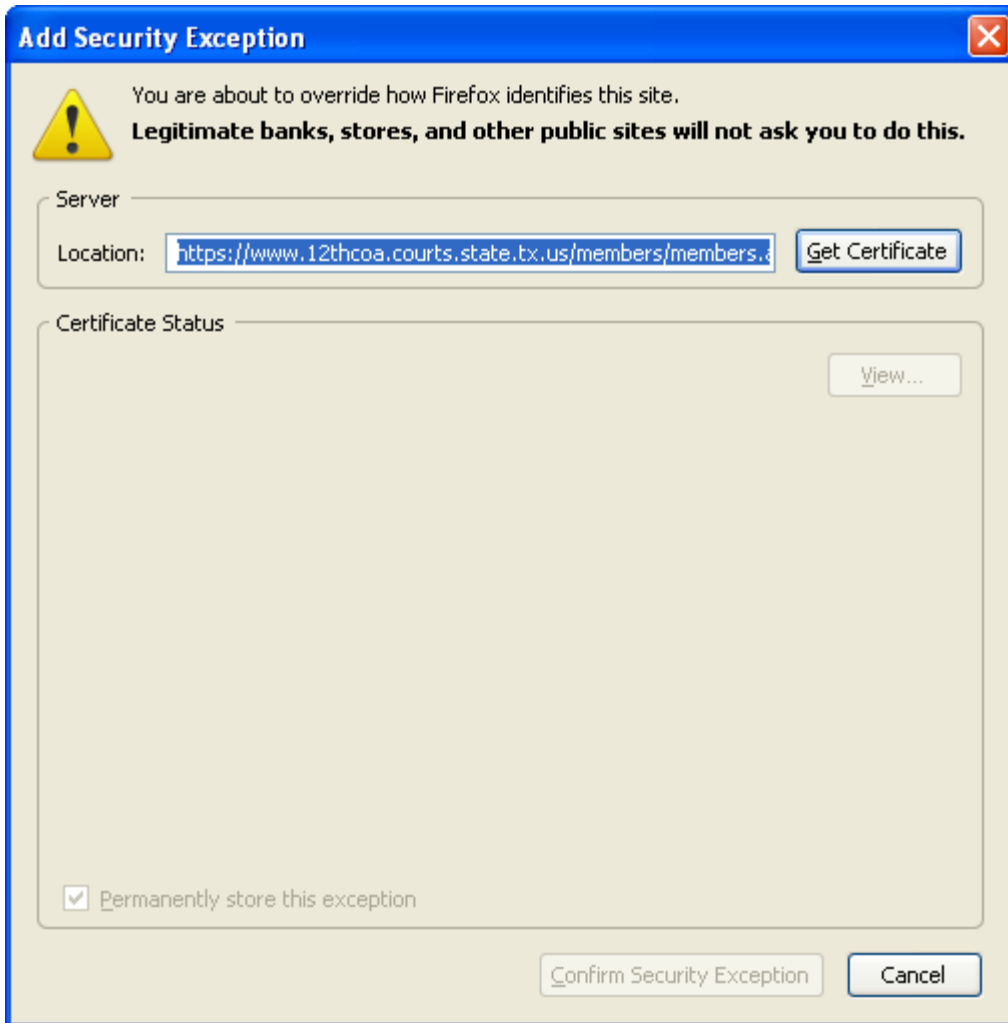 Add Security Exception
You are about to override how Firefox identifies this site.
Legitimate banks, stores, and other public sites will not ask you to do this.
Server
Location: https://www.12thcoa.courts.state.tx.us/members/members.a Get Certificate
Certificate Status
View...
Permanently store this exception
Confirm Security Exception Cancel